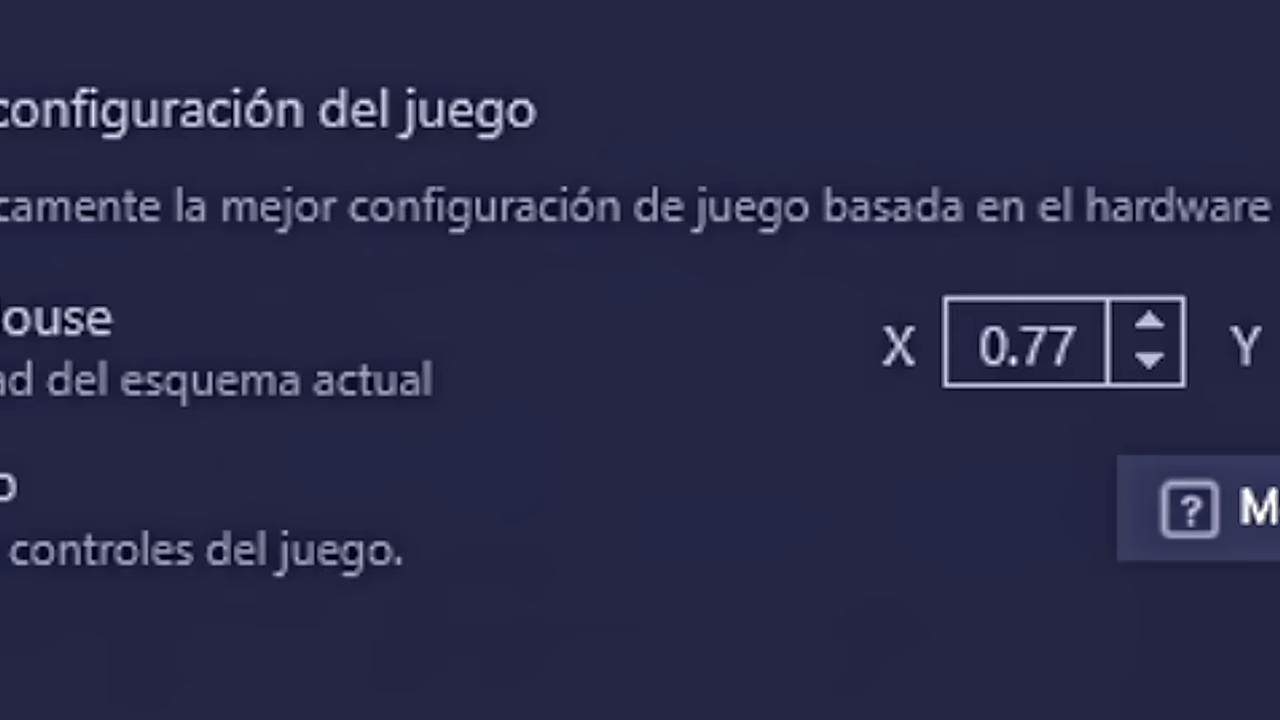 configuración del juego
camente la mejor configuración de juego basada en el hardware
ouse
X 0.77 Y
ad del esquema actual
o
? M
controles del juego.